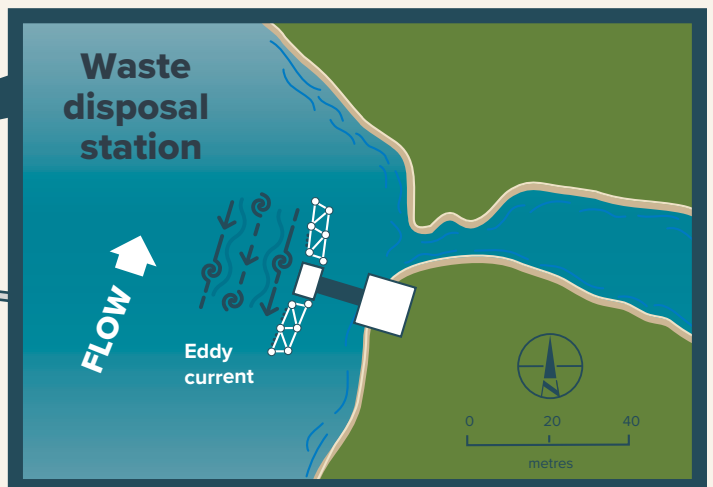 Waste
disposal
station
FLOW
Eddy
current
0 20 40
metres